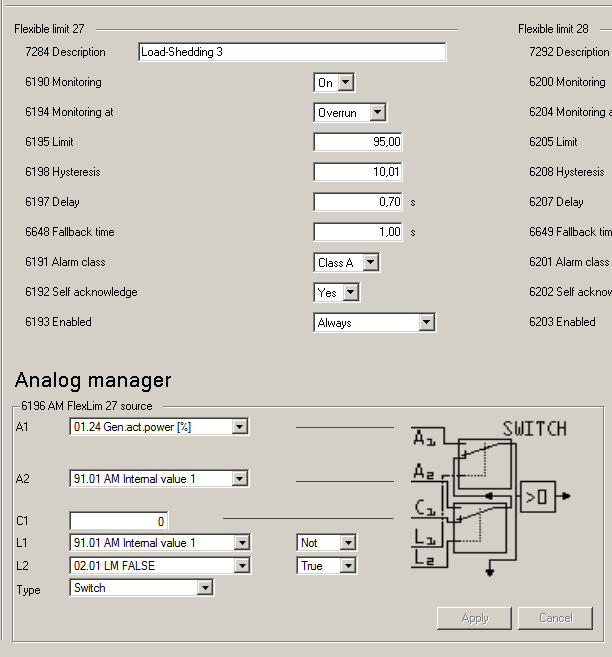 Flexible limit 27 Flexible limit 28
7284 Description Load-Shedding 3 7292 Description
6190 Monitoring On 6200 Monitoring
6194 Monitoring at Overrun 6204 Monitoring a
6195 Limit 95,00 6205 Limit
6198 Hysteresis 10,01 6208 Hysteresis
6197 Delay 0,70 s 6207 Delay
6648 Fallback time 1,00 s 6649 Fallback tim
6191 Alarm class Class A 6201 Alarm class
6192 Self acknowledge Yes 6202 Self acknow
6193 Enabled Always 6203 Enabled
Analog manager
6196 AM FlexLim 27 source
A1 01.24 Gen.act.power [%] A1 SWITCH
A2 91.01 AM Internal value 1 A2
>0
C1 0 C1
L1 91.01 AM Internal value 1 Not L1
L2 02.01 LM FALSE True L2
Type Switch
Apply Cancel